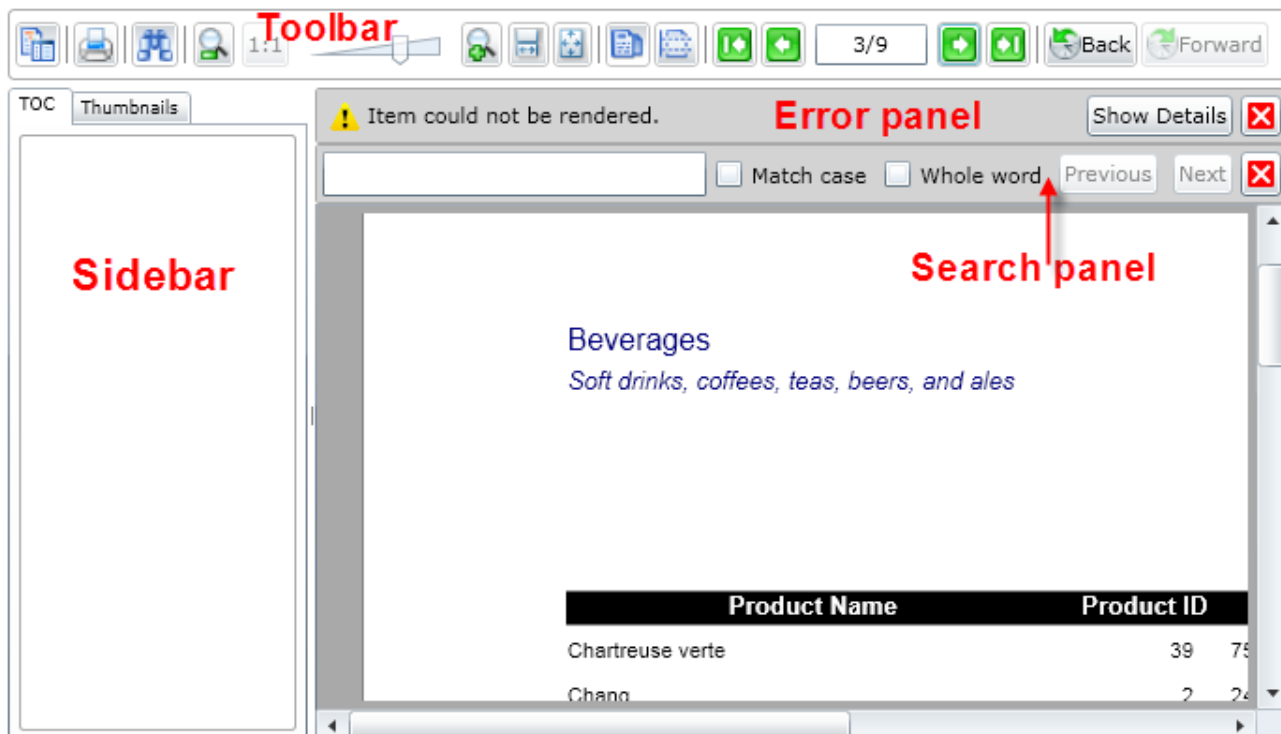 Toolbar
1:1 3/9 Back Forward
TOC Thumbnails
Item could not be rendered. Error panel Show Details
Match case Whole word Previous Next
Search panel
Sidebar
Beverages
Soft drinks, coffees, teas, beers, and ales
Product Name Product ID
Chartreuse verte 39
Chang 2